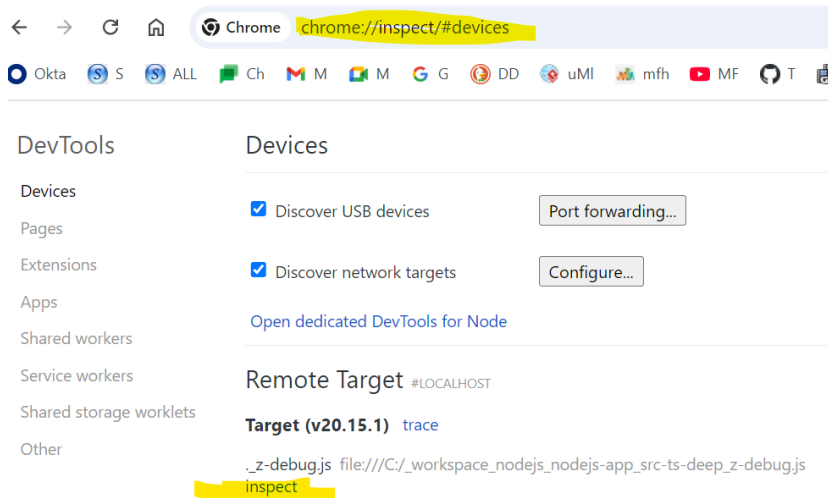 Chrome chrome://inspect/#devices
Okta S S S ALL Ch M M G G DD uMl mfh MF T
DevTools
Devices
Devices
Discover USB devices Port forwarding...
Pages
Extensions
Discover network targets Configure...
Apps
Open dedicated DevTools for Node
Shared workers
Service workers
Remote Target #LOCALHOST
Shared storage worklets
Target (v20.15.1) trace
Other
._z-debug.js file:///C:/_workspace_nodejs_nodejs-app_src-ts-deep_z-debug.js
inspect